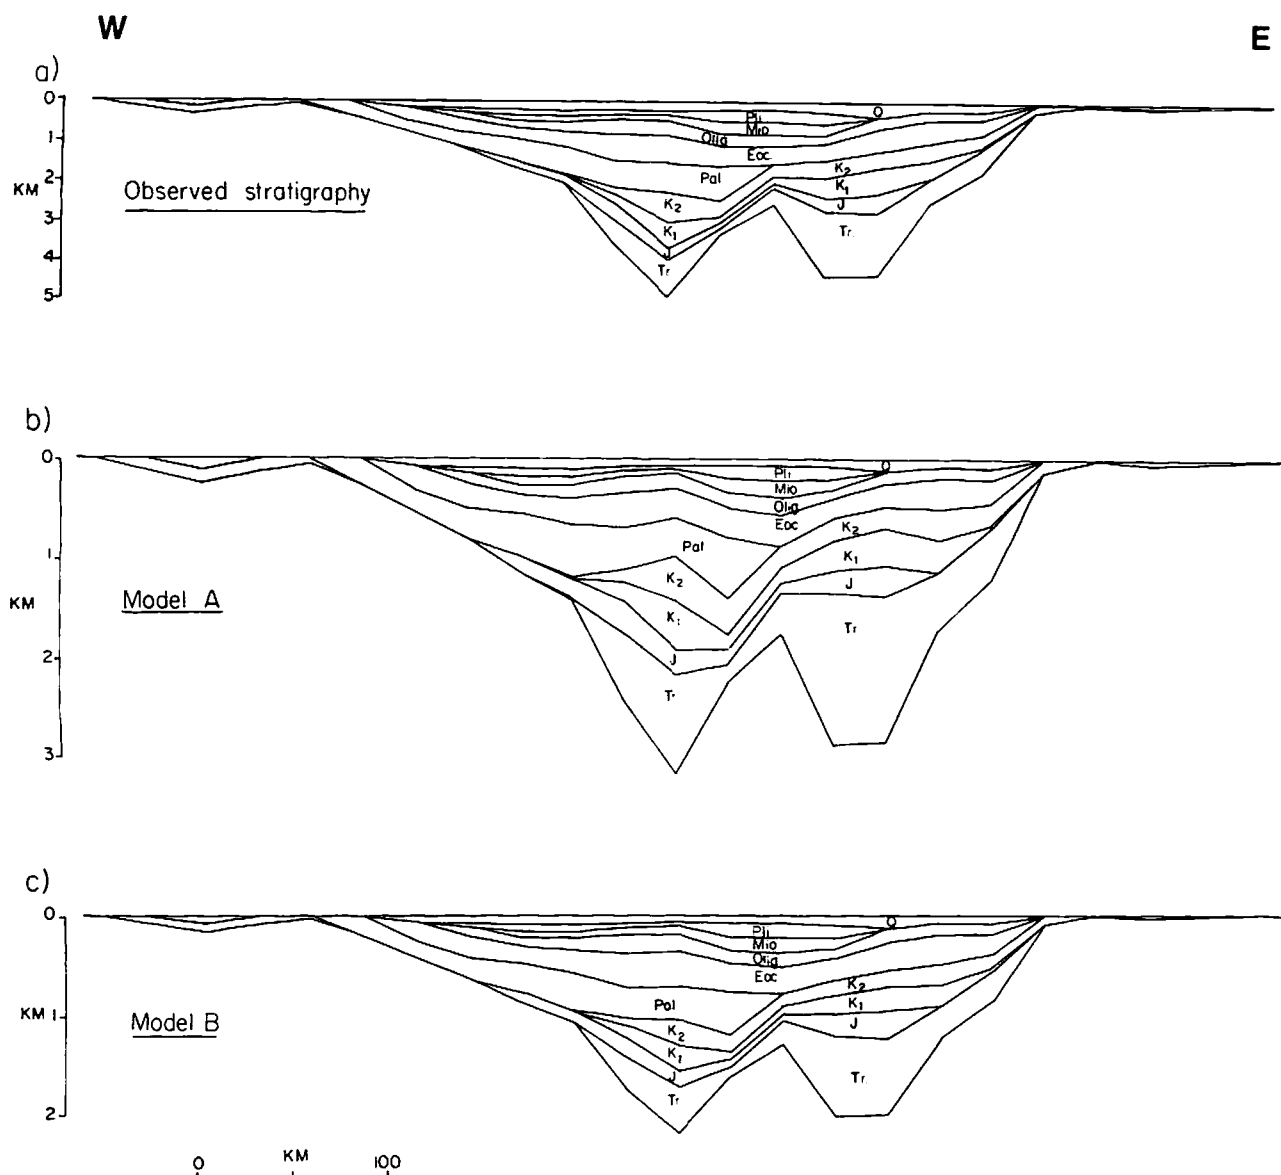 W
E
a)
0
1
KM
2
3
4
5
Observed stratigraphy
Pli
Q
Mio
Olig
Eoc
Pal
K2
K1
J
Tr
K2
K1
J
Tr
b)
0
1
KM
2
3
Model A
Q
Pli
Mio
Olig
Eoc
Pal
K2
K1
J
Tr
K2
K1
J
Tr
c)
0
KM 1
2
Model B
Q
Pli
Mio
Olig
Eoc
Pal
K2
K1
J
Tr
K2
K1
J
Tr
0 KM 100